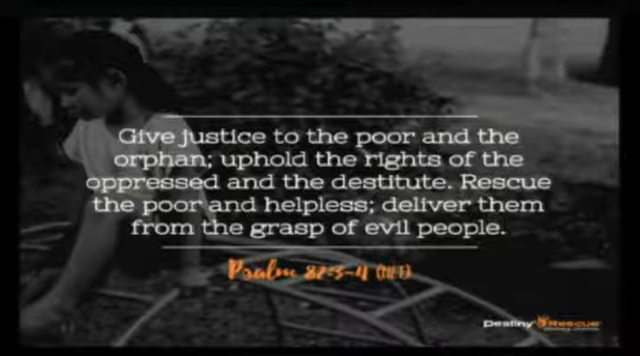 Give justice to the poor and the
orphan; uphold the rights of the
oppressed and the destitute. Rescue
the poor and helpless; deliver them
from the grasp of evil people.
Psalm 82:3-4 (NLT)
Destiny Rescue